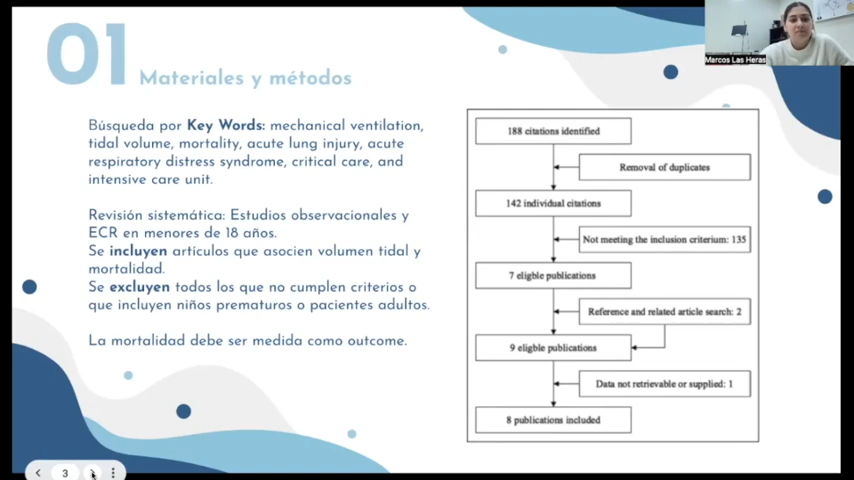 01
Materiales y métodos
Marcos Las Heras
Búsqueda por Key Words: mechanical ventilation,
tidal volume, mortality, acute lung injury, acute
respiratory distress syndrome, critical care, and
intensive care unit.
Revisión sistemática: Estudios observacionales y
ECR en menores de 18 años.
Se incluyen artículos que asocien volumen tidal y
mortalidad.
Se excluyen todos los que no cumplen criterios o
que incluyen niños prematuros o pacientes adultos.
La mortalidad debe ser medida como outcome.
188 citations identified
Removal of duplicates
142 individual citations
Not meeting the inclusion criterium: 135
7 eligible publications
Reference and related article search: 2
9 eligible publications
Data not retrievable or supplied: 1
8 publications included
3